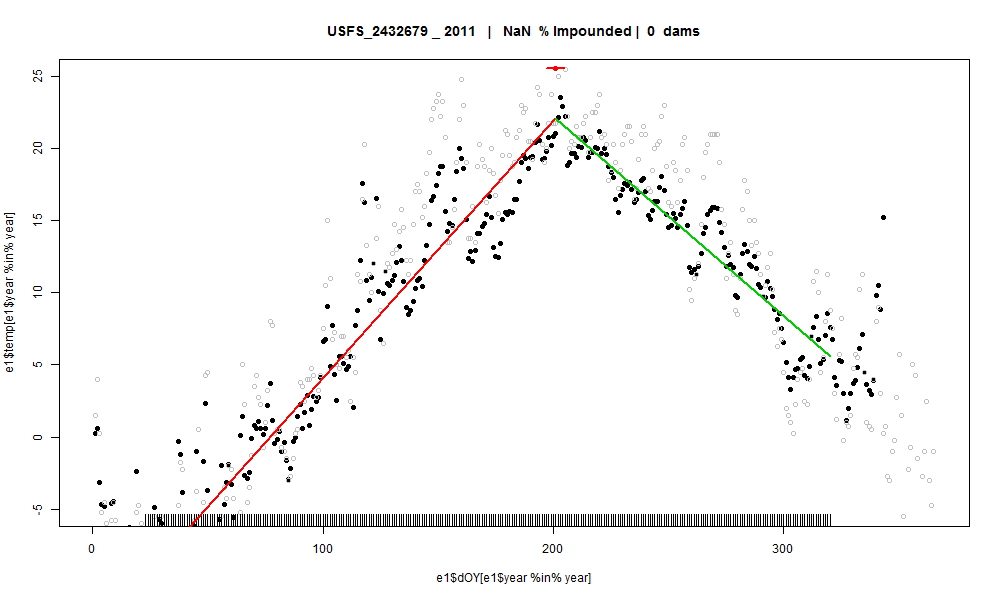 USFS_2432679 _ 2011 | NaN % Impounded | 0 dams
e1$temp[e1$year %in% year]
25
20
15
10
5
0
-5
0 100 200 300
e1$dOY[e1$year %in% year]